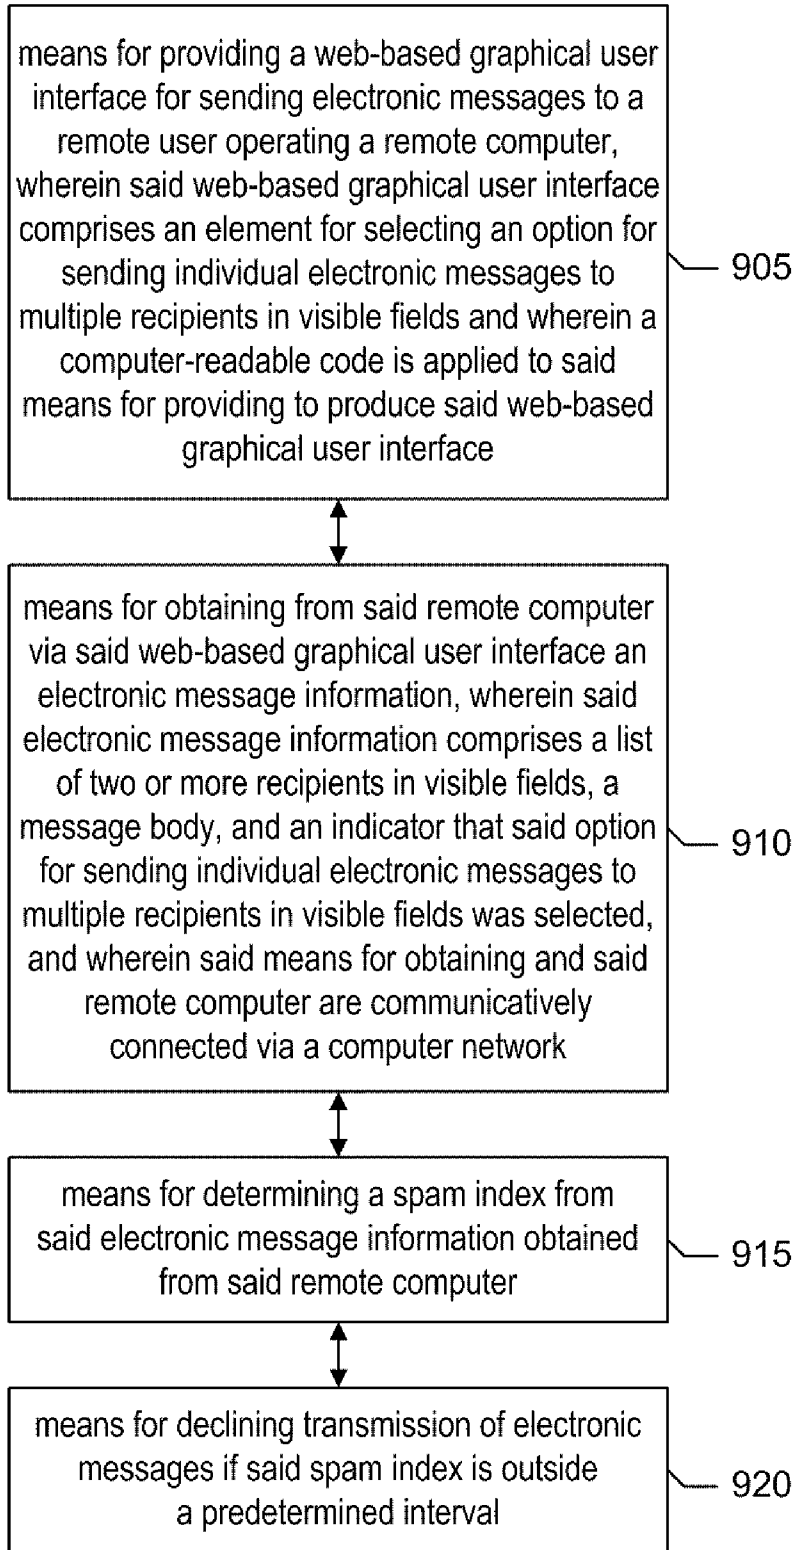 means for providing a web-based graphical user
interface for sending electronic messages to a
remote user operating a remote computer,
wherein said web-based graphical user interface
comprises an element for selecting an option for
sending individual electronic messages to
multiple recipients in visible fields and wherein a
computer-readable code is applied to said
means for providing to produce said web-based
graphical user interface
905
means for obtaining from said remote computer
via said web-based graphical user interface an
electronic message information, wherein said
electronic message information comprises a list
of two or more recipients in visible fields, a
message body, and an indicator that said option
for sending individual electronic messages to
multiple recipients in visible fields was selected,
and wherein said means for obtaining and said
remote computer are communicatively
connected via a computer network
910
means for determining a spam index from
said electronic message information obtained
from said remote computer
915
means for declining transmission of electronic
messages if said spam index is outside
a predetermined interval
920